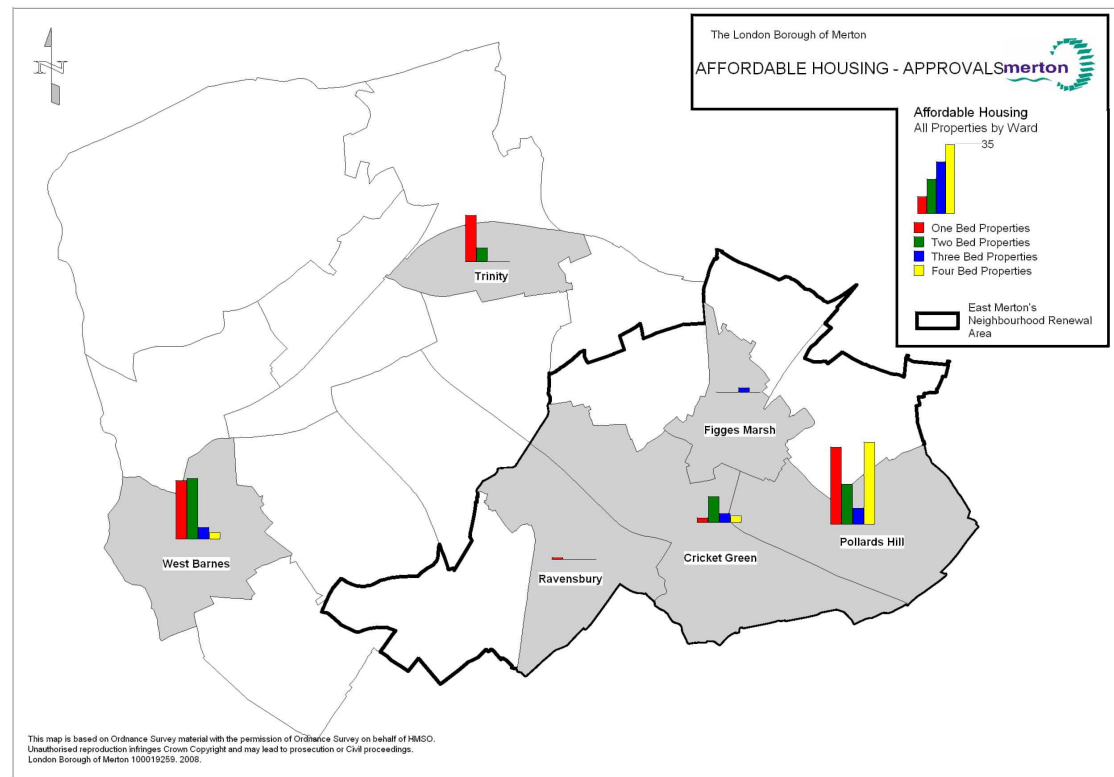 The London Borough of Merton
AFFORDABLE HOUSING - APPROVALS
merton
N
Affordable Housing
All Properties by Ward
35
One Bed Properties
Two Bed Properties
Three Bed Properties
Four Bed Properties
East Merton's
Neighbourhood Renewal
Area
Trinity
Figges Marsh
Pollards Hill
West Barnes
Cricket Green
Ravensbury
This map is based on Ordnance Survey material with the permission of Ordnance Survey on behalf of HMSO.
Unauthorised reproduction infringes Crown Copyright and may lead to prosecution or Civil proceedings.
London Borough of Merton 100019259. 2008.